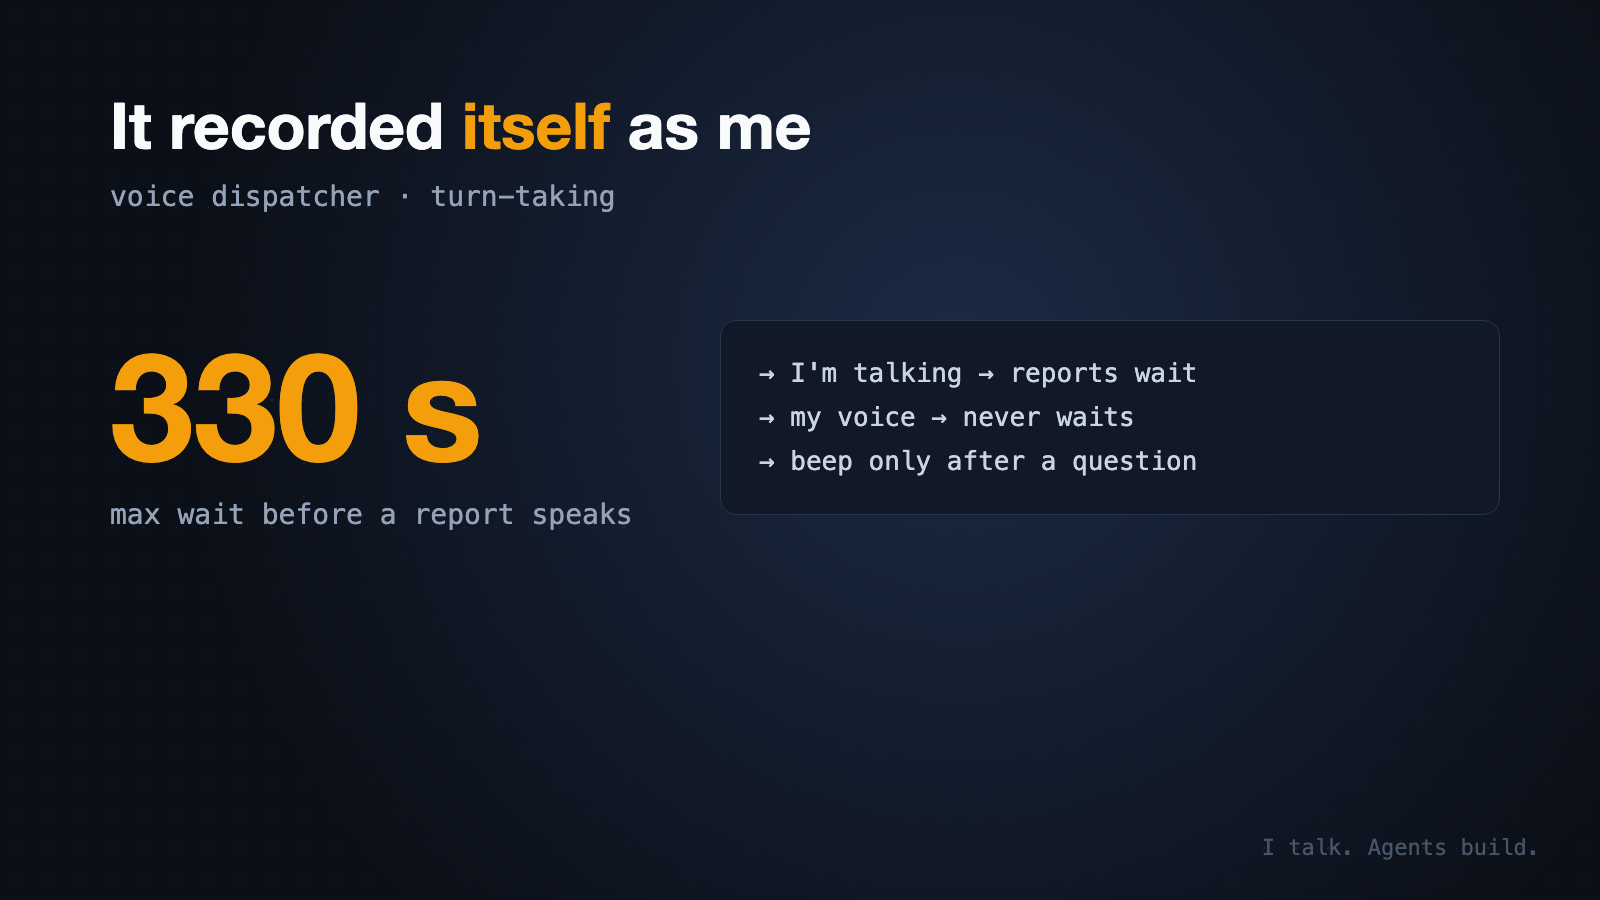 It recorded itself as me
voice dispatcher · turn-taking
330 s
max wait before a report speaks
→ I'm talking → reports wait
→ my voice → never waits
→ beep only after a question
I talk. Agents build.